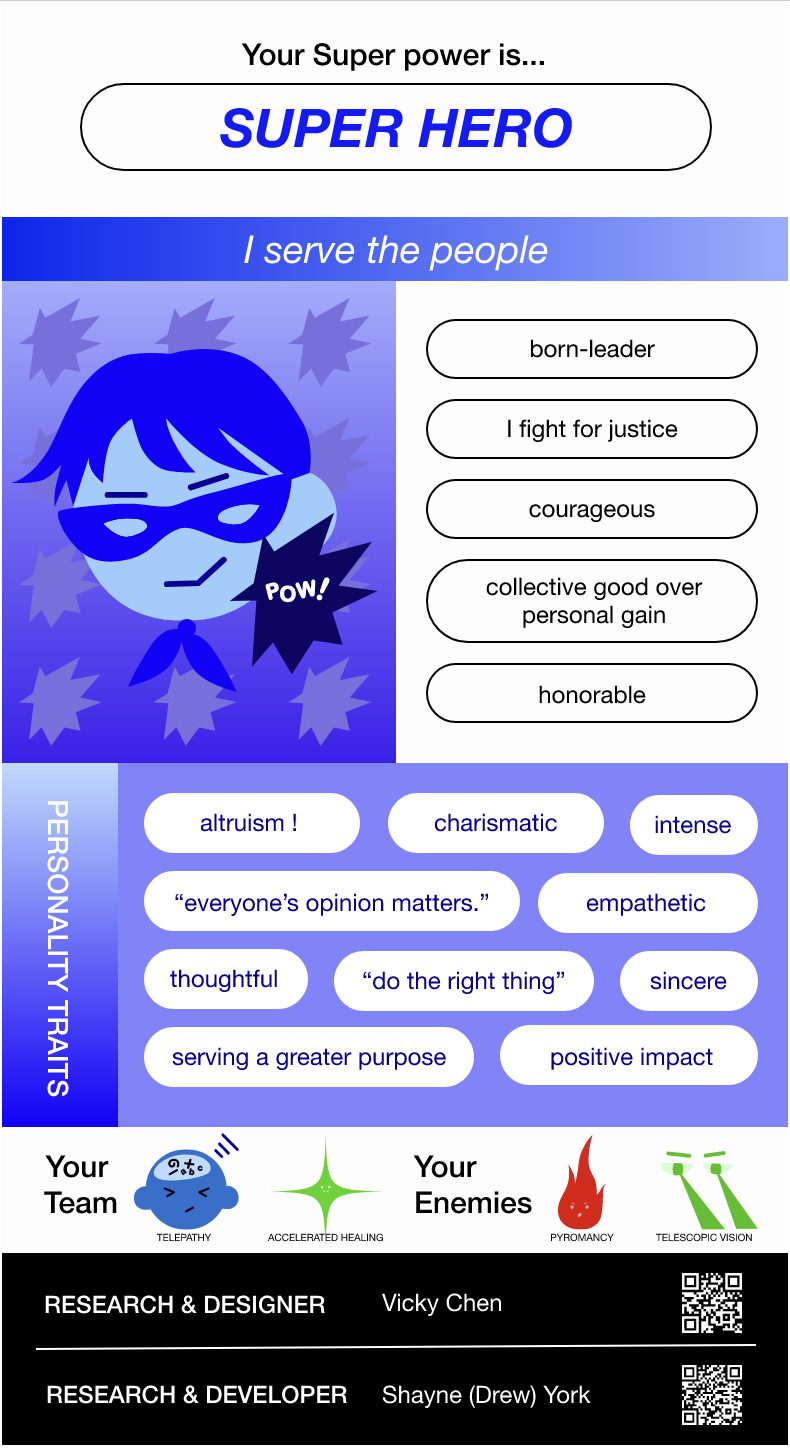 Your Super power is...
SUPER HERO
I serve the people
born-leader
I fight for justice
courageous
collective good over
personal gain
honorable
POW!
PERSONALITY TRAITS
altruism !
charismatic
intense
“everyone’s opinion matters.”
empathetic
thoughtful
“do the right thing”
sincere
serving a greater purpose
positive impact
Your
Team
TELEPATHY
ACCELERATED HEALING
Your
Enemies
PYROMANCY
TELESCOPIC VISION
RESEARCH & DESIGNER
Vicky Chen
RESEARCH & DEVELOPER
Shayne (Drew) York